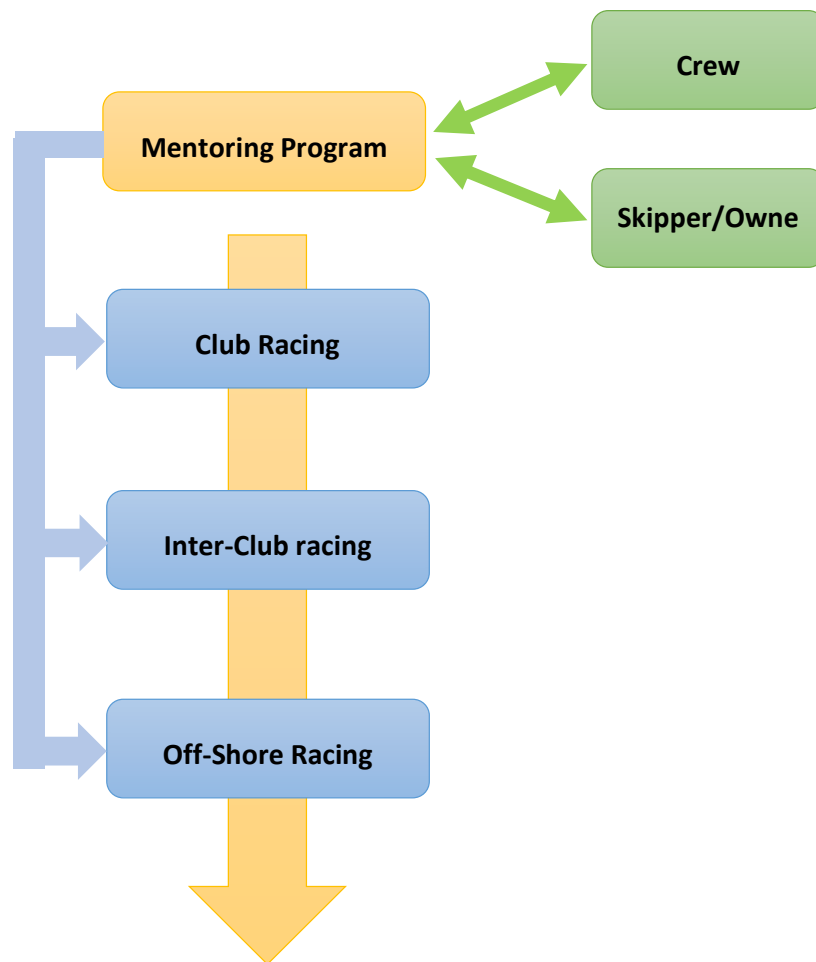 Crew
Mentoring Program
Skipper/Owne
Club Racing
Inter-Club racing
Off-Shore Racing